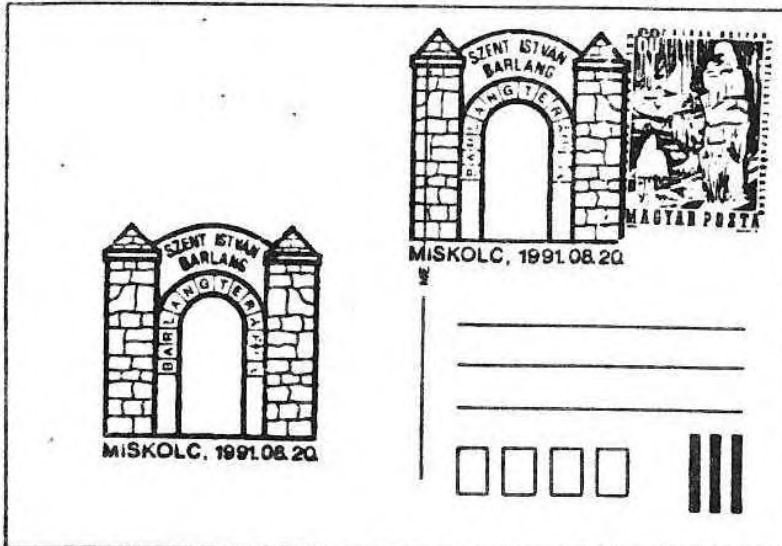 SZENT ISTVÁN
BARLANG
BARLANGTERÁPIA
MISKOLC, 1991.08.20.
MAGYAR POSTA
SZENT ISTVÁN
BARLANG
BARLANGTERÁPIA
MISKOLC, 1991.08.20.